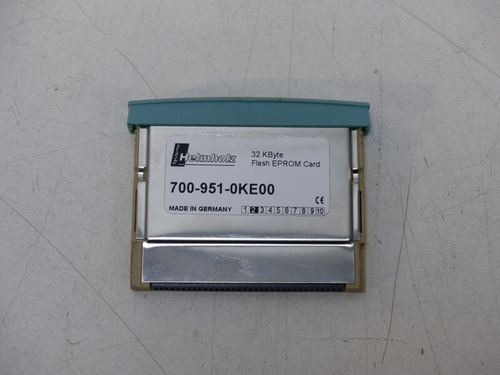 Helmholz
32 KByte
Flash EPROM Card
700-951-0KE00
CE
MADE IN GERMANY 1 2 3 4 5 6 7 8 9 10